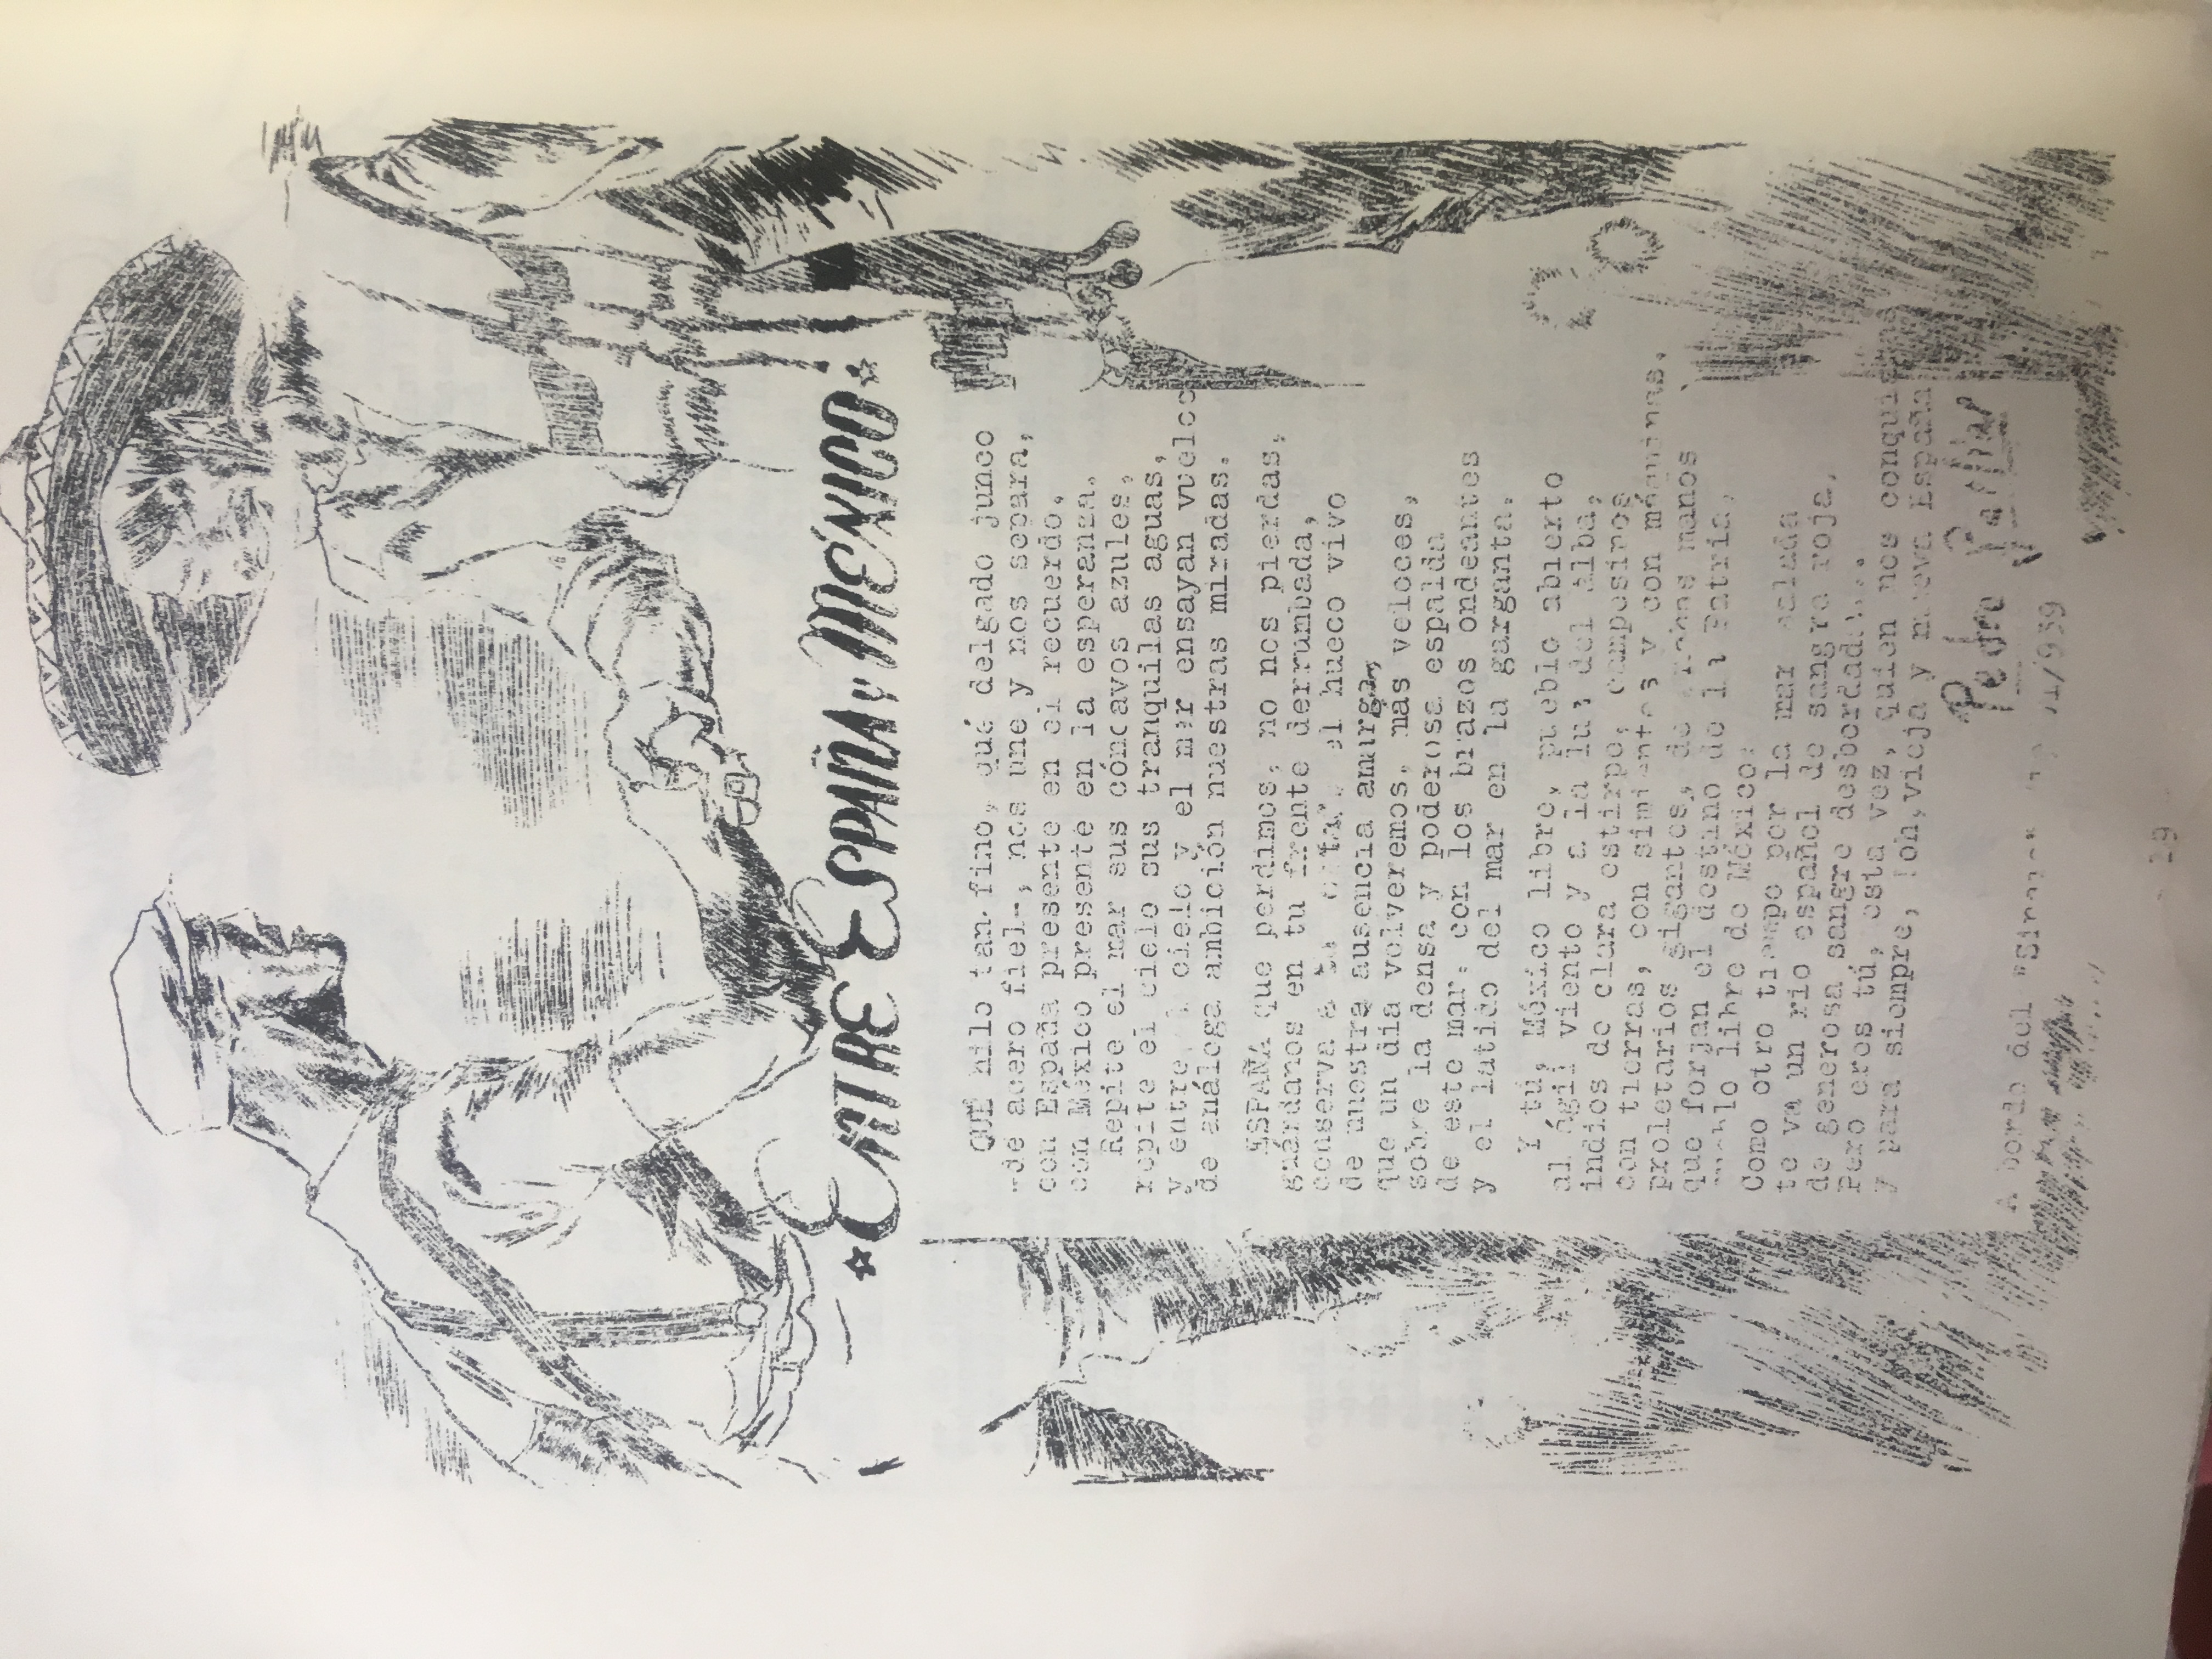 ENTRE ESPAÑA Y MÉXICO
QUE hilo tan fino, qué delgado junco
-de acero fiel-, nos une y nos separa,
con España presente en el recuerdo,
con México presente en la esperanza.
Repite el mar sus cóncavos azules,
repite el cielo sus tranquilas aguas,
y entre el cielo y el mar ensayan vuelos
de análoga ambición nuestras miradas.
ESPAÑA que perdimos, no nos pierdas,
guárdanos en tu frente derrumbada,
conserva a tu el hueco vivo
de nuestra ausencia amarga,
que un día volveremos, mas veloces,
sobre la densa y poderosa espalda
de este mar, con los brazos ondeantes
y el latido del mar en la garganta.
Y tú, México libre, pueblo abierto
al ágil viento y a la luz del alba,
indios de clara estirpe, campesinos
con tierras, con simientes y con máquinas,
proletarios gigantes, de anchas manos
que forjan el destino de la Patria,
pueblo libre de México:
Como otro tiempo por la mar salada
te va un río español de sangre roja,
de generosa sangre desbordada...
Pero eres tú, esta vez, quien nos conquistas
y para siempre, ¡oh, vieja y nueva España
Pedro Garfias
A bordo del "Sinaia"
29